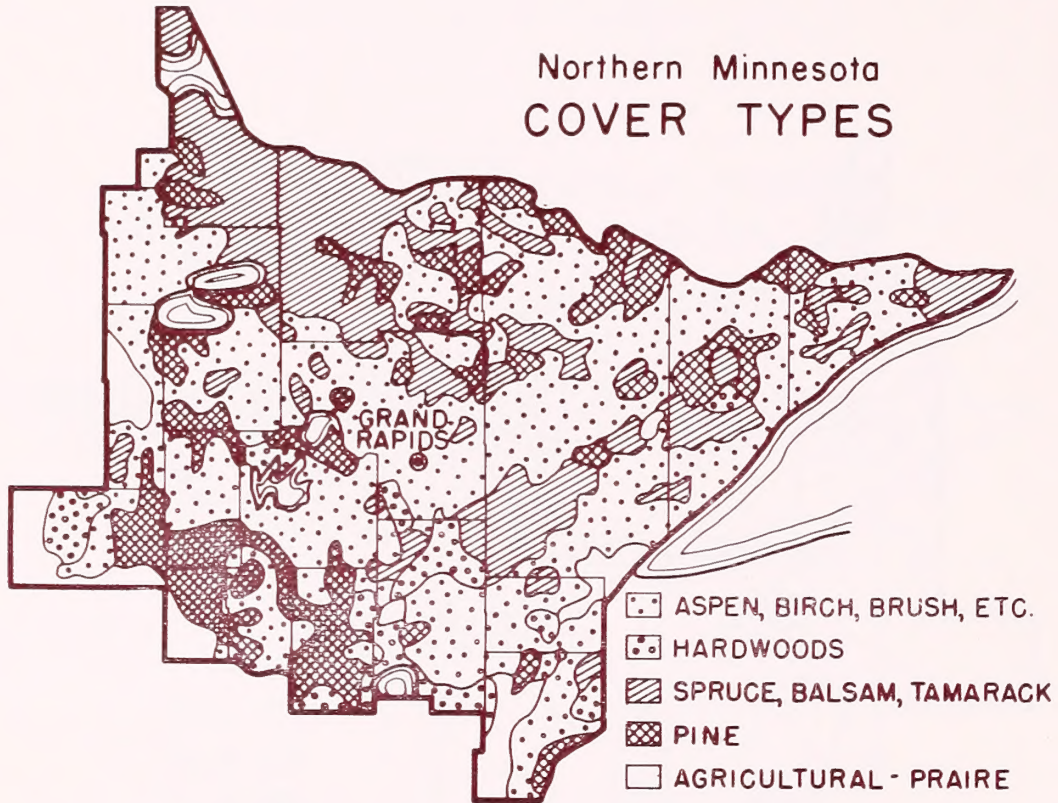 Northern Minnesota
COVER TYPES
GRAND
RAPIDS
ASPEN, BIRCH, BRUSH, ETC.
HARDWOODS
SPRUCE, BALSAM, TAMARACK
PINE
AGRICULTURAL - PRAIRE